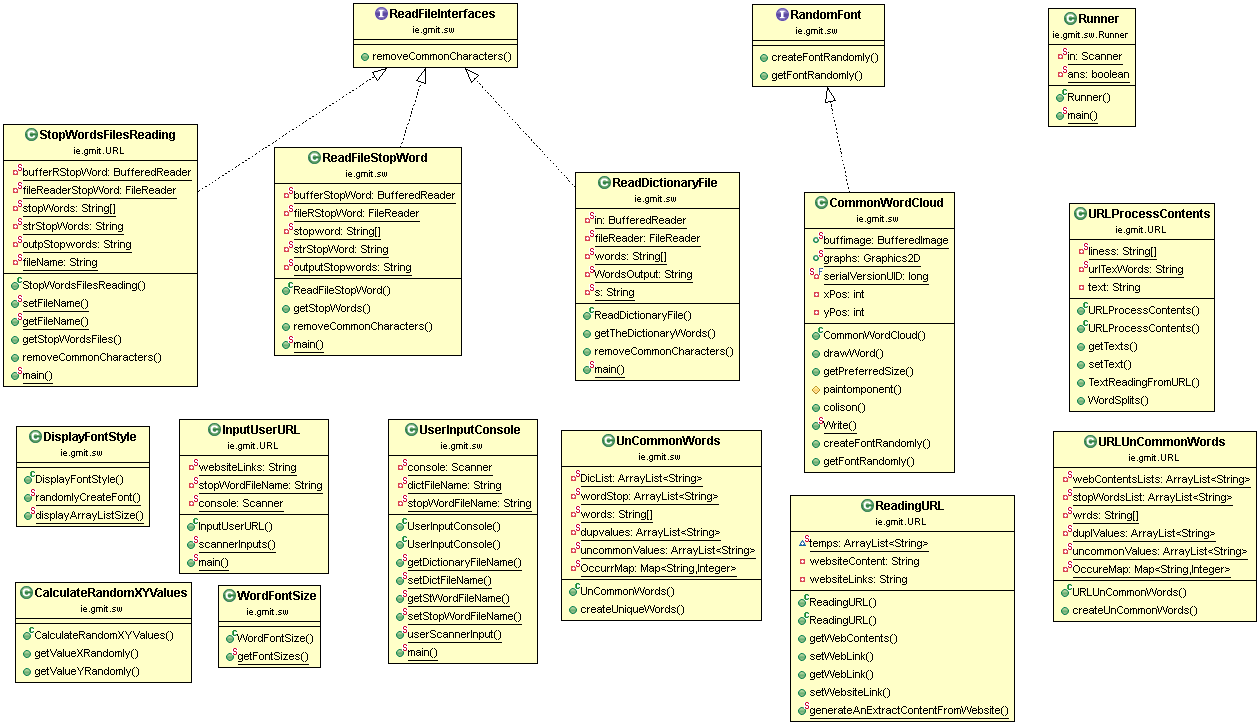 ReadFileInterfaces
ie.gmit.sw
removeCommonCharacters()
RandomFont
ie.gmit.sw
createFontRandomly()
getFontRandomly()
Runner
ie.gmit.sw.Runner
in: Scanner
ans: boolean
Runner()
main()
StopWordsFilesReading
ie.gmit.URL
bufferRStopWord: BufferedReader
fileReaderStopWord: FileReader
stopWords: String[]
strStopWords: String
outpStopwords: String
fileName: String
StopWordsFilesReading()
setFileName()
getFileName()
getStopWordsFiles()
removeCommonCharacters()
main()
ReadFileStopWord
ie.gmit.sw
bufferStopWord: BufferedReader
fileRStopWord: FileReader
stopword: String[]
strStopWord: String
outputStopwords: String
ReadFileStopWord()
getStopWords()
removeCommonCharacters()
main()
ReadDictionaryFile
ie.gmit.sw
in: BufferedReader
fileReader: FileReader
words: String[]
WordsOutput: String
s: String
ReadDictionaryFile()
getTheDictionaryWords()
removeCommonCharacters()
main()
CommonWordCloud
ie.gmit.sw
buffimage: BufferedImage
graphs: Graphics2D
serialVersionUID: long
xPos: int
yPos: int
CommonWordCloud()
drawWord()
getPreferredSize()
paintomponent()
colison()
Write()
createFontRandomly()
getFontRandomly()
URLProcessContents
ie.gmit.URL
liness: String[]
urlTexWords: String
text: String
URLProcessContents()
URLProcessContents()
getTexts()
setText()
TextReadingFromURL()
WordSplits()
DisplayFontStyle
ie.gmit.sw
DisplayFontStyle()
randomlyCreateFont()
displayArrayListSize()
InputUserURL
ie.gmit.URL
websiteLinks: String
stopWordFileName: String
console: Scanner
InputUserURL()
scannerInputs()
main()
UserInputConsole
ie.gmit.sw
console: Scanner
dictFileName: String
stopWordFileName: String
UserInputConsole()
UserInputConsole()
getDictionaryFileName()
setDictFileName()
getStWordFileName()
setStopWordFileName()
userScannerInput()
main()
UnCommonWords
ie.gmit.sw
DicList: ArrayList<String>
wordStop: ArrayList<String>
words: String[]
dupvalues: ArrayList<String>
uncommonValues: ArrayList<String>
OccurrMap: Map<String,Integer>
UnCommonWords()
createUniqueWords()
URLUnCommonWords
ie.gmit.URL
webContentsLists: ArrayList<String>
stopWordsList: ArrayList<String>
wrds: String[]
duplValues: ArrayList<String>
uncommonValues: ArrayList<String>
OccureMap: Map<String,Integer>
URLUnCommonWords()
createUnCommonWords()
ReadingURL
ie.gmit.URL
temps: ArrayList<String>
websiteContent: String
websiteLinks: String
ReadingURL()
ReadingURL()
getWebContents()
setWebLink()
getWebLink()
setWebsiteLink()
generateAnExtractContentFromWebsite()
CalculateRandomXYValues
ie.gmit.sw
CalculateRandomXYValues()
getValueXRandomly()
getValueYRandomly()
WordFontSize
ie.gmit.sw
WordFontSize()
getFontSizes()